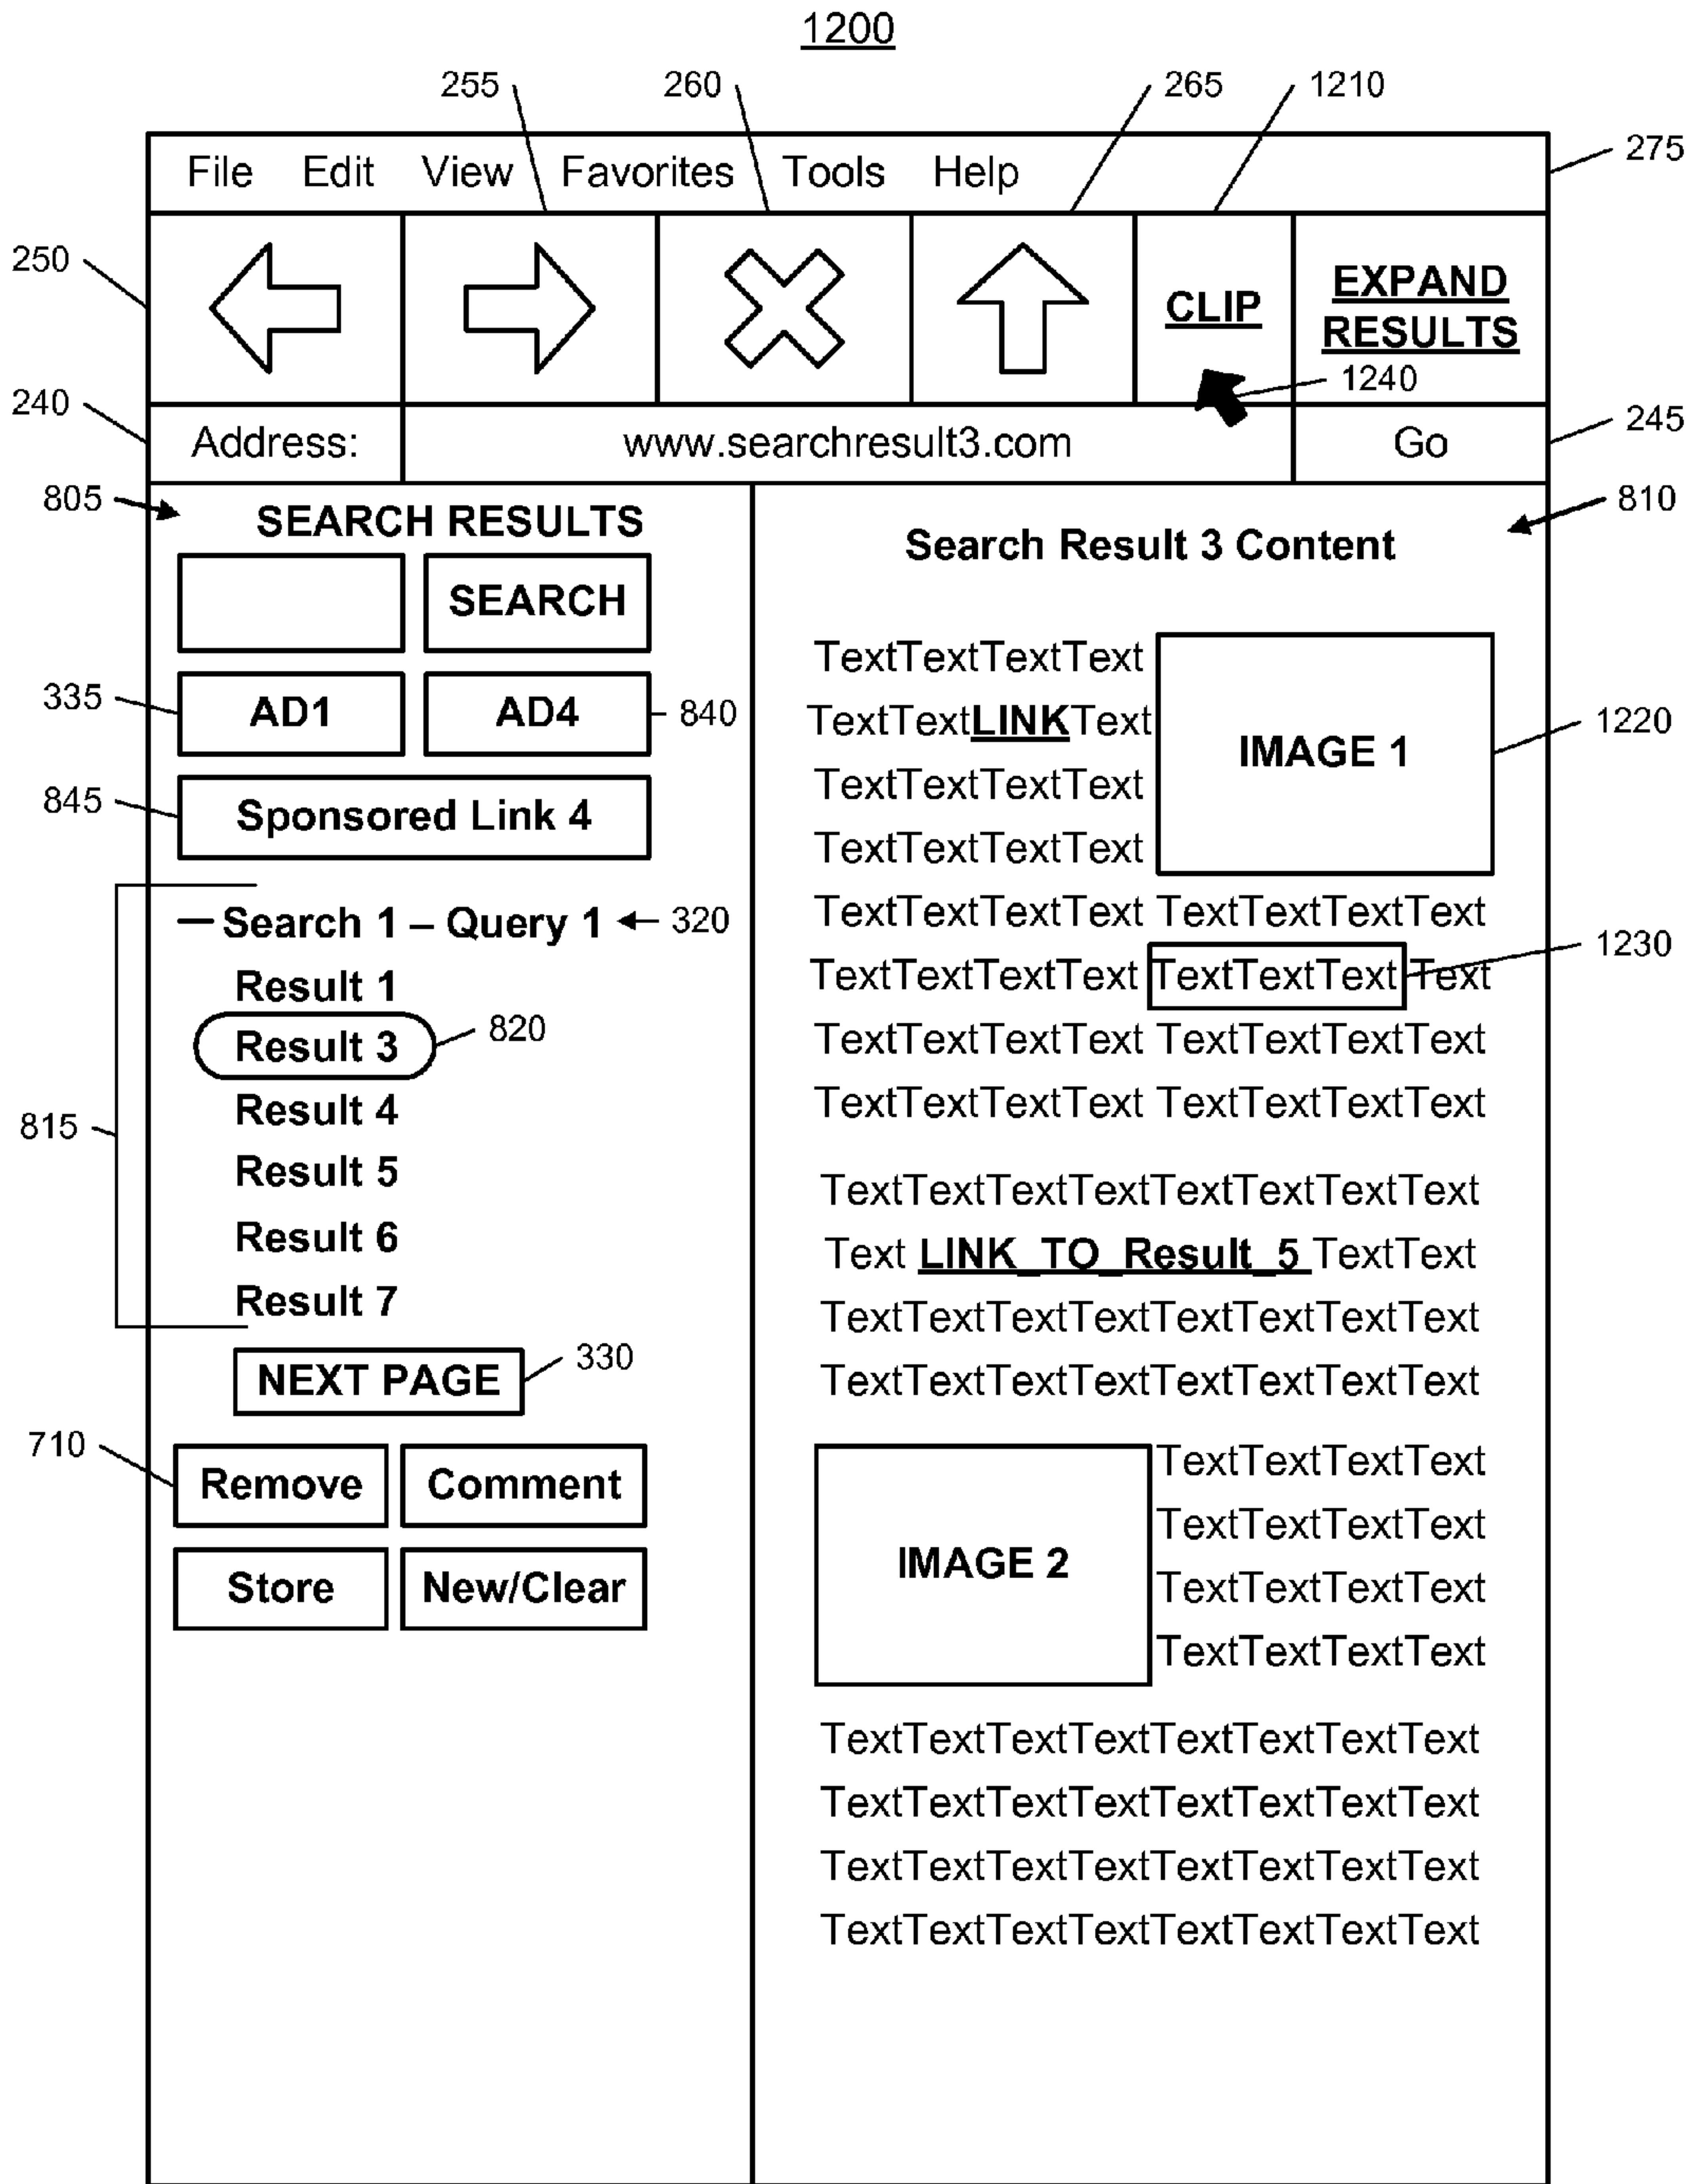 1200
255 260 265 1210
File Edit View Favorites Tools Help 275
250
CLIP
EXPAND
RESULTS
1240
240
Address: www.searchresult3.com Go 245
805
SEARCH RESULTS
SEARCH
335 AD1 AD4 840
845 Sponsored Link 4
— Search 1 – Query 1 320
Result 1
Result 3 820
Result 4
815
Result 5
Result 6
Result 7
NEXT PAGE 330
710
Remove Comment
Store New/Clear
810
Search Result 3 Content
TextTextTextText
TextTextLINKText
TextTextTextText
TextTextTextText
IMAGE 1
1220
TextTextTextText TextTextTextText
TextTextTextText TextTextText Text
1230
TextTextTextText TextTextTextText
TextTextTextText TextTextTextText
TextTextTextTextTextTextTextText
Text LINK_TO_Result_5 TextText
TextTextTextTextTextTextTextText
TextTextTextTextTextTextTextText
IMAGE 2
TextTextTextText
TextTextTextText
TextTextTextText
TextTextTextText
TextTextTextTextTextTextTextText
TextTextTextTextTextTextTextText
TextTextTextTextTextTextTextText
TextTextTextTextTextTextTextText